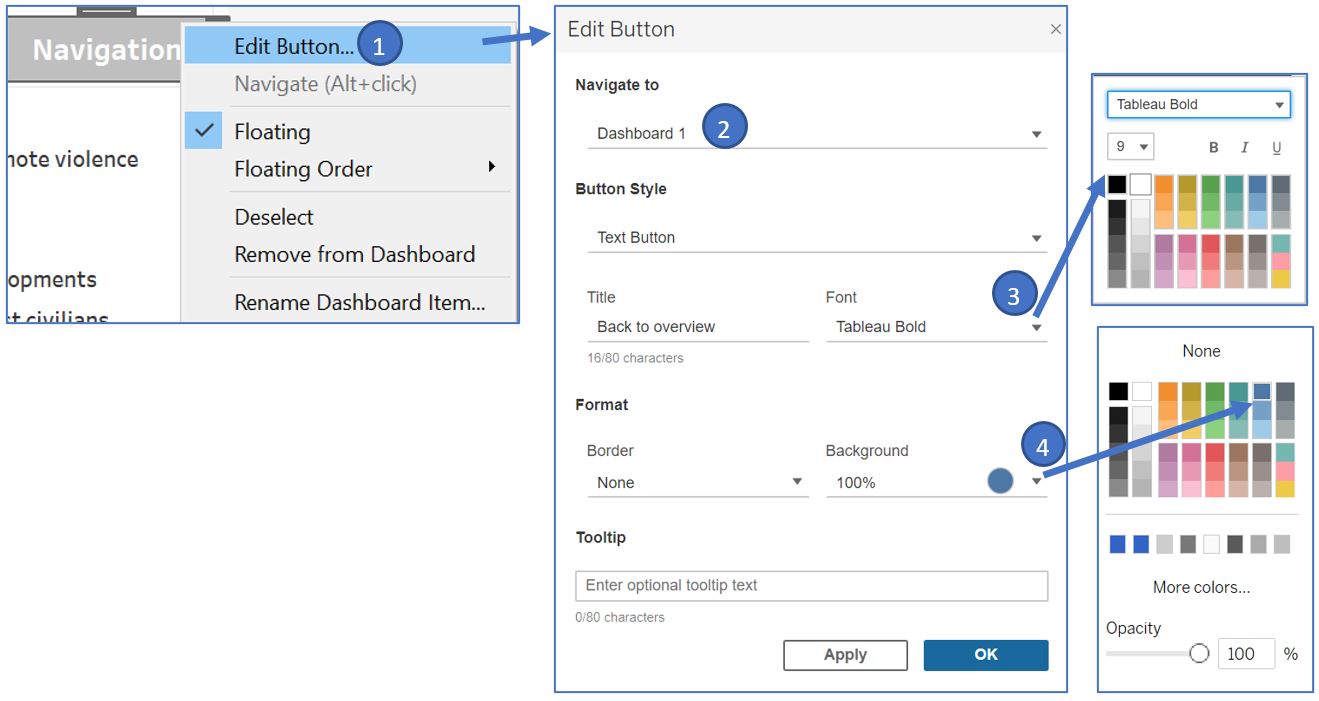 Navigation
Edit Button...
1
Navigate (Alt+click)
Floating
Floating Order
Deselect
Remove from Dashboard
Rename Dashboard Item...
note violence
opments
t civilians
Edit Button
×
Navigate to
Dashboard 1
2
Button Style
Text Button
Title
Font
3
Back to overview
Tableau Bold
16/80 characters
Format
Border
Background
4
None
100%
Tooltip
Enter optional tooltip text
0/80 characters
Apply
OK
Tableau Bold
9
B I U
None
More colors...
Opacity
100 %